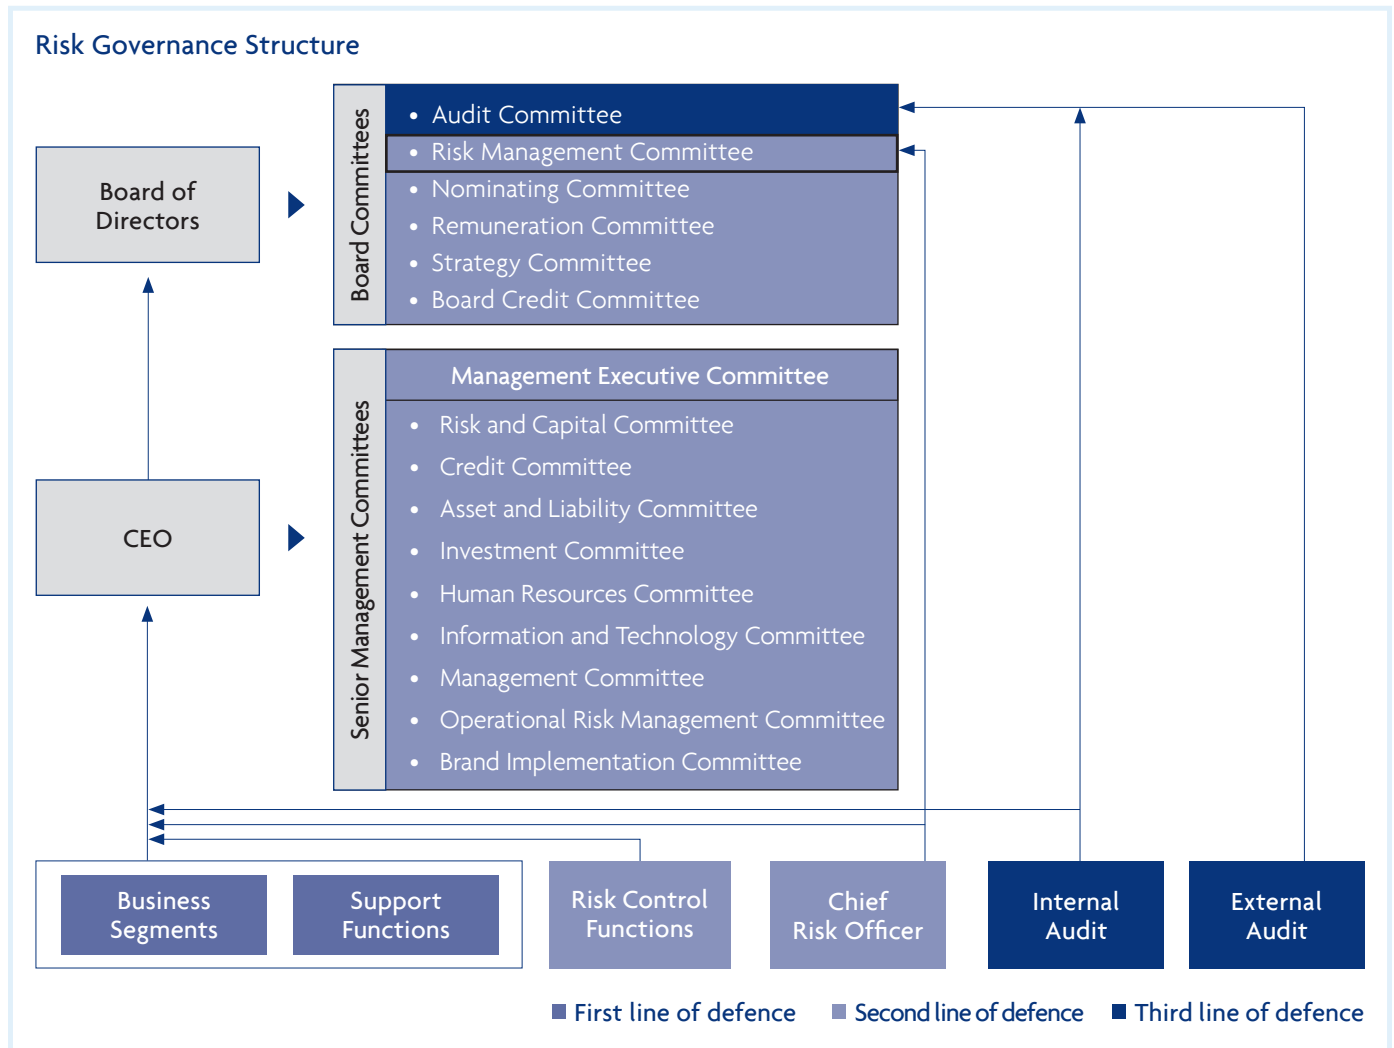 Risk Governance Structure
Board of
Directors
Board Committees
• Audit Committee
• Risk Management Committee
• Nominating Committee
• Remuneration Committee
• Strategy Committee
• Board Credit Committee
CEO
Senior Management Committees
Management Executive Committee
• Risk and Capital Committee
• Credit Committee
• Asset and Liability Committee
• Investment Committee
• Human Resources Committee
• Information and Technology Committee
• Management Committee
• Operational Risk Management Committee
• Brand Implementation Committee
Business
Segments
Support
Functions
Risk Control
Functions
Chief
Risk Officer
Internal
Audit
External
Audit
First line of defence
Second line of defence
Third line of defence